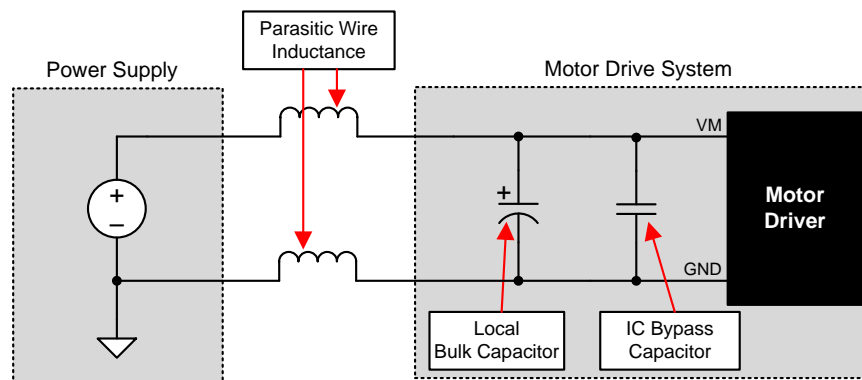 Parasitic Wire
Inductance
Power Supply
Motor Drive System
VM
+
–
+
Motor
Driver
GND
Local
Bulk Capacitor
IC Bypass
Capacitor